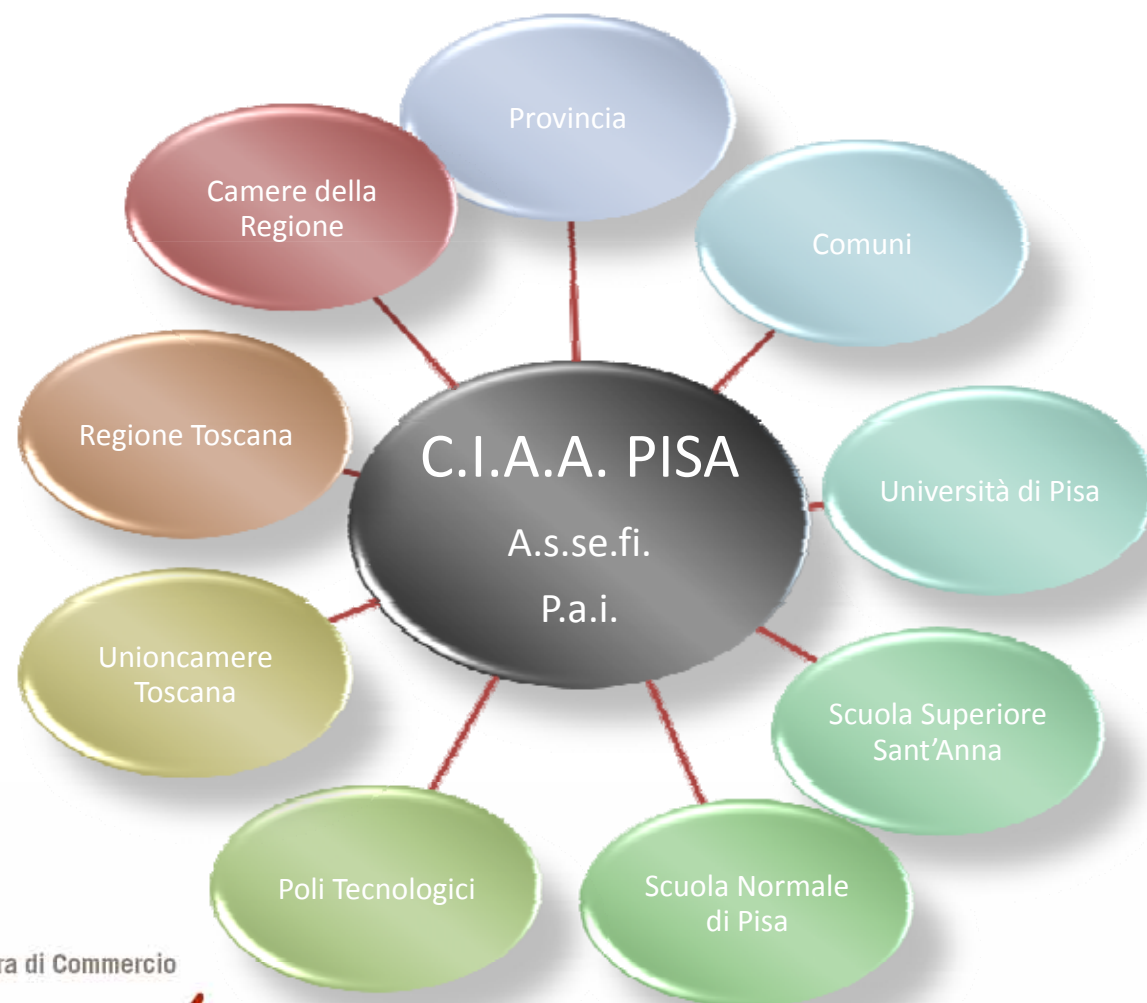 Provincia
Camere della
Regione
Comuni
Regione Toscana
C.I.A.A. PISA
A.s.se.fi.
P.a.i.
Università di Pisa
Unioncamere
Toscana
Scuola Superiore
Sant’Anna
Poli Tecnologici
Scuola Normale
di Pisa
di Commercio